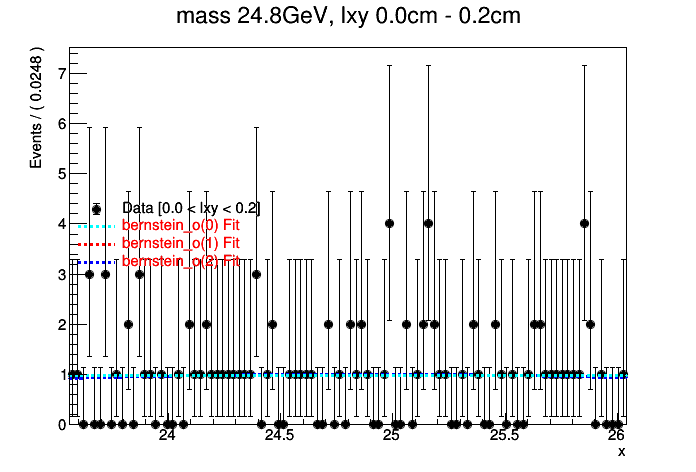 mass 24.8GeV, lxy 0.0cm - 0.2cm
Events / ( 0.0248 )
7
6
5
4
3
2
1
0
Data [0.0 < lxy < 0.2]
bernstein_o(0) Fit
bernstein_o(1) Fit
bernstein_o(2) Fit
24
24.5
25
25.5
26
x